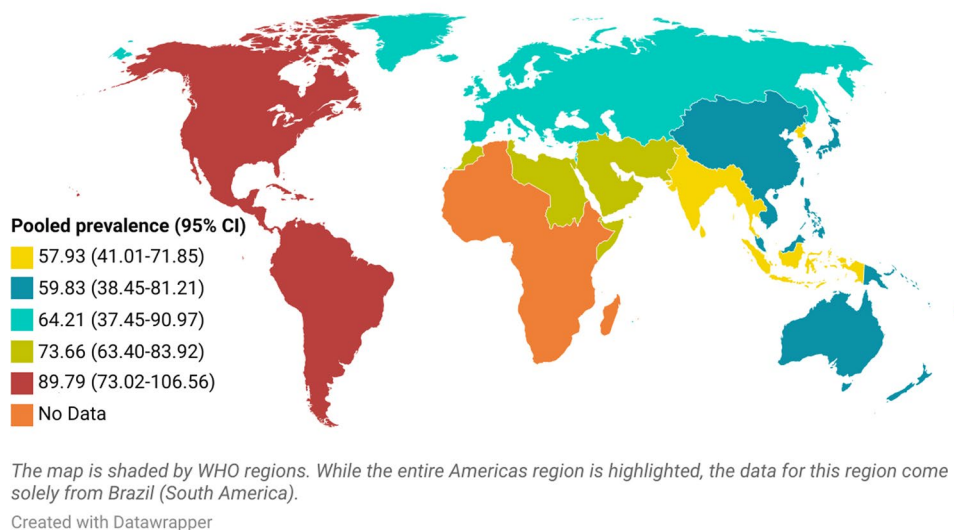 Pooled prevalence (95% CI)
57.93 (41.01-71.85)
59.83 (38.45-81.21)
64.21 (37.45-90.97)
73.66 (63.40-83.92)
89.79 (73.02-106.56)
No Data
The map is shaded by WHO regions. While the entire Americas region is highlighted, the data for this region come
solely from Brazil (South America).
Created with Datawrapper